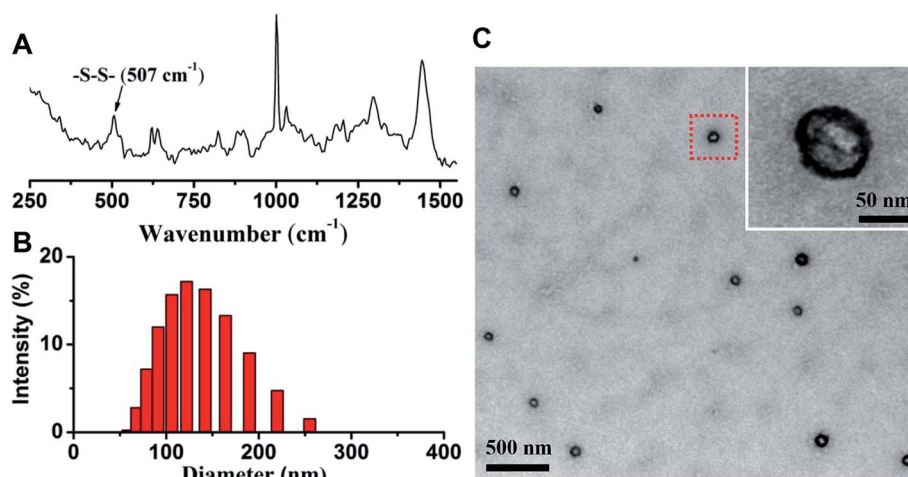 A
-S-S- (507 cm⁻¹)
250 500 750 1000 1250 1500
Wavenumber (cm⁻¹)
B
Intensity (%)
20
10
0
0 100 200 300 400
Diameter (nm)
C
50 nm
500 nm